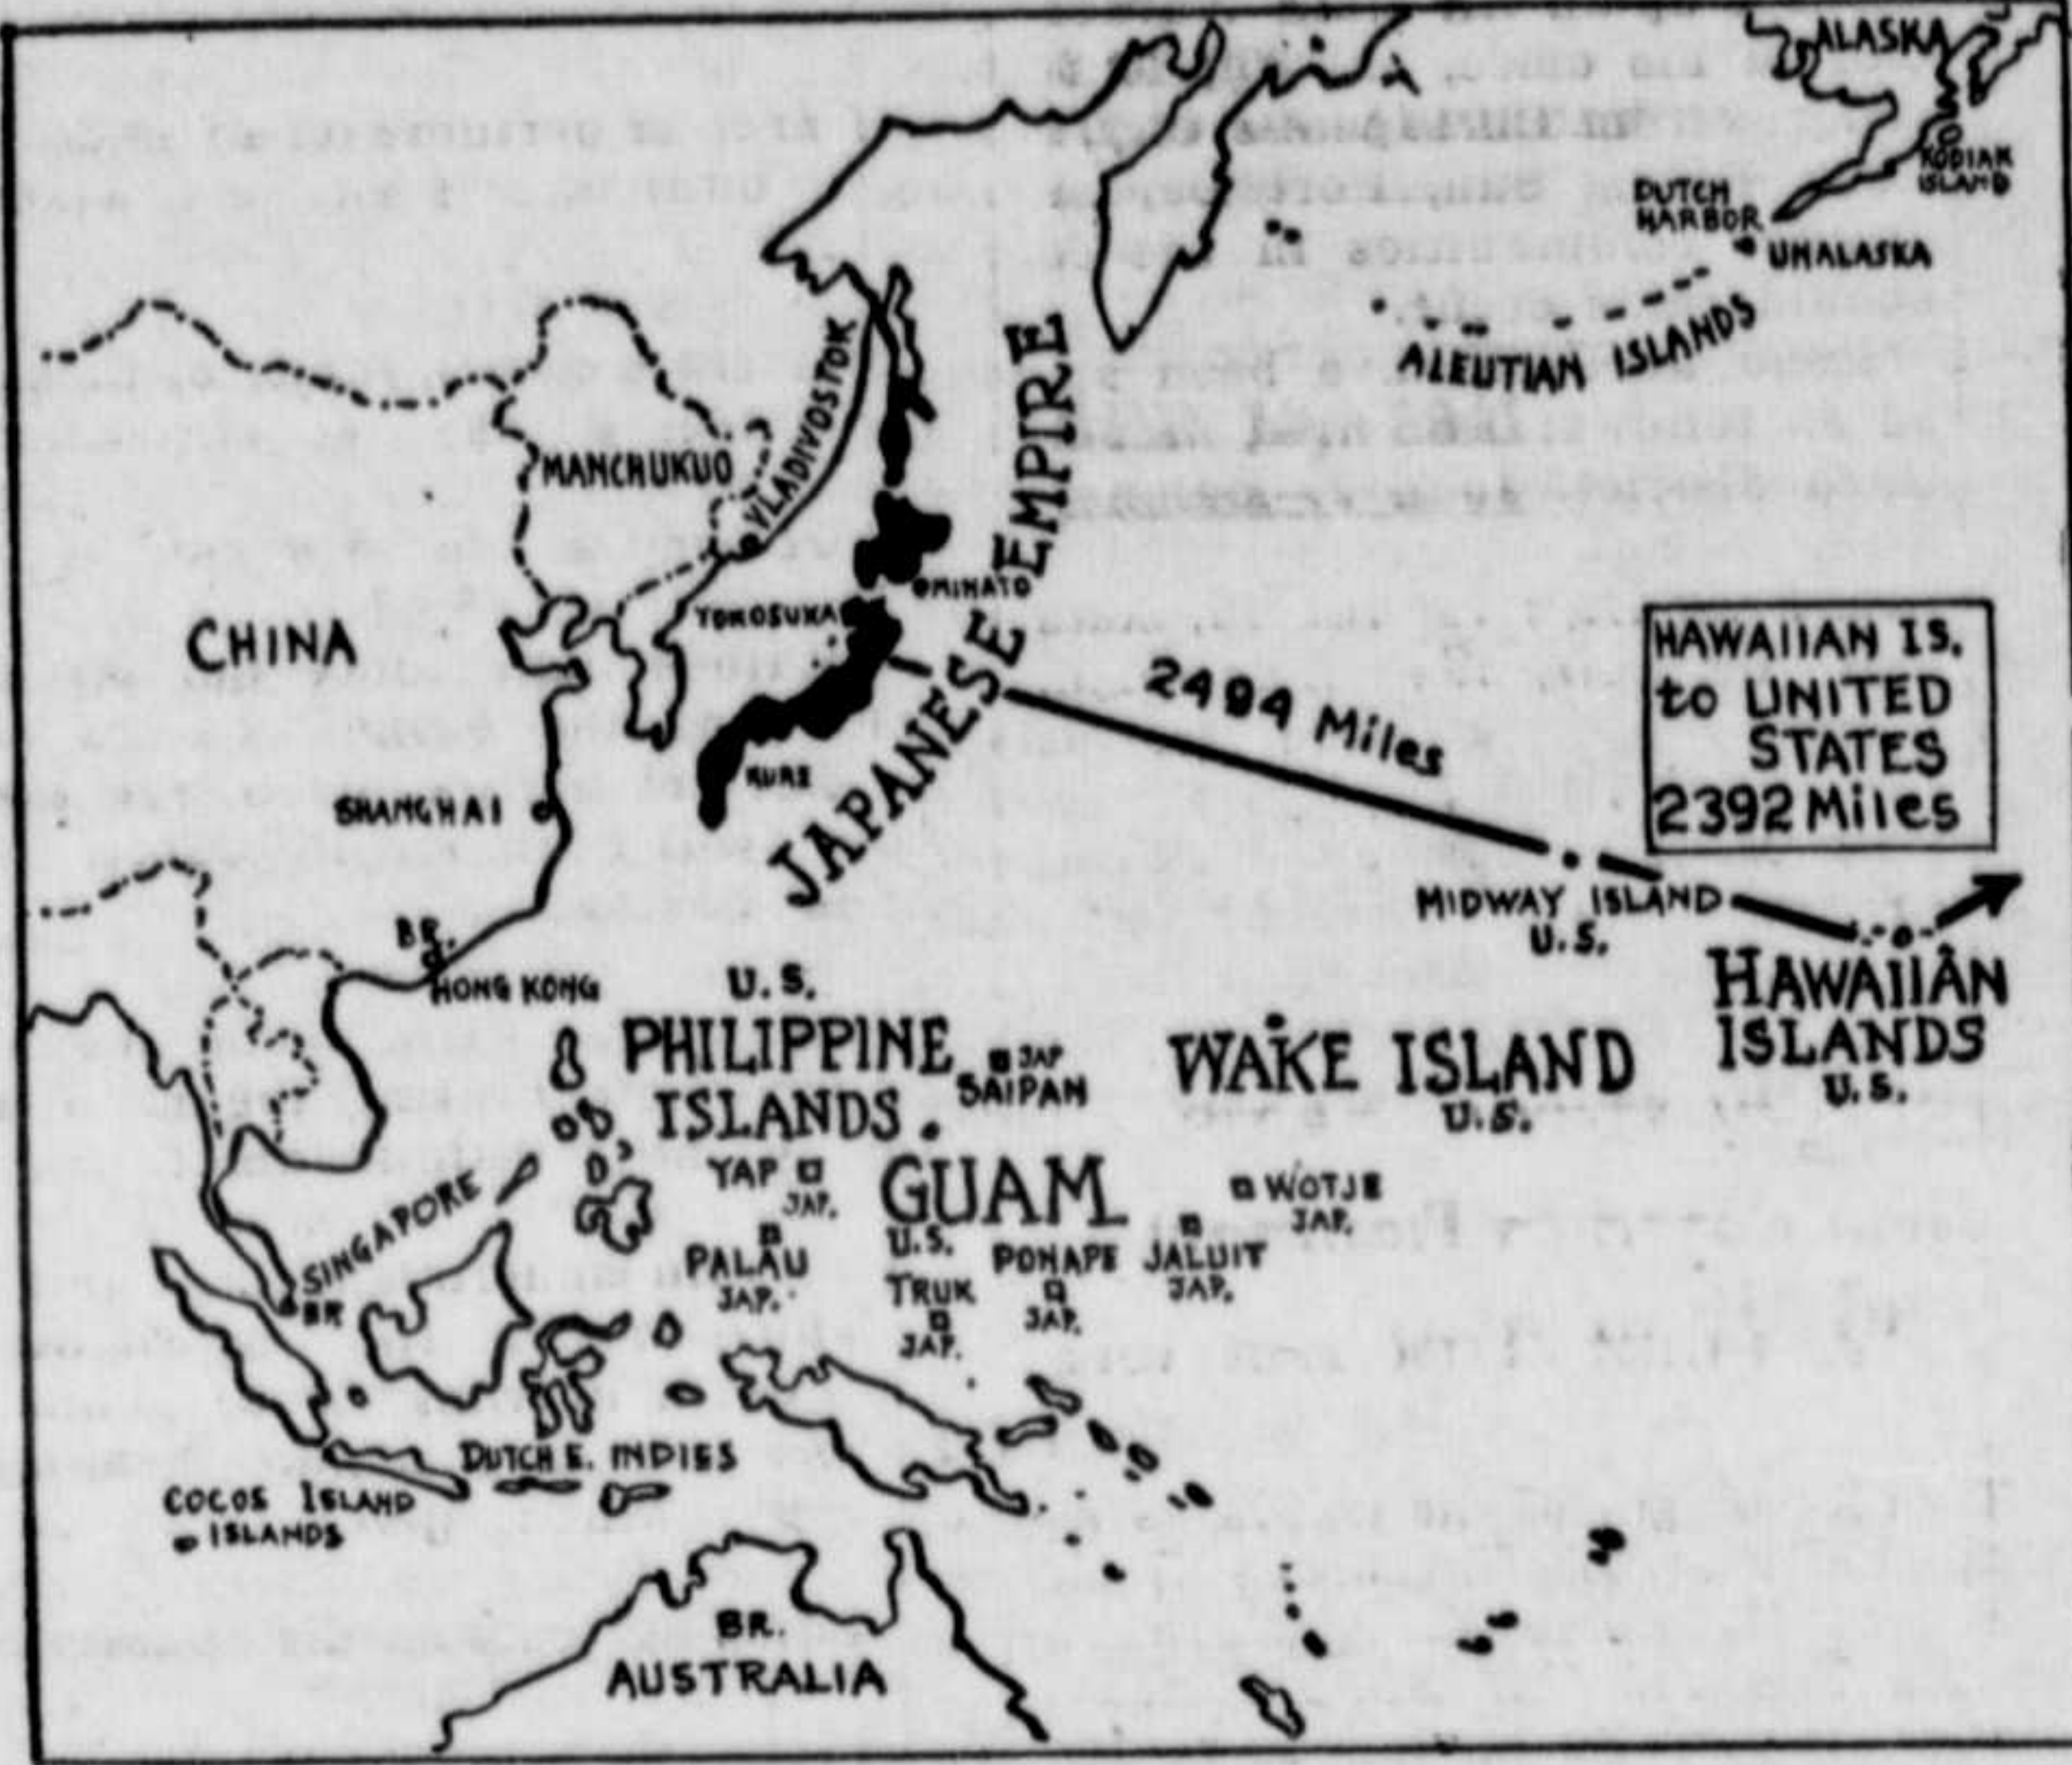 ALASKA
KODIAK
ISLAND
DUTCH
HARBOR
UNALASKA
ALEUTIAN ISLANDS
VLADIVOSTOK
MANCHUKUO
JAPANESE EMPIRE
OMINATO
YOKOSUKA
CHINA
2494 Miles
HAWAIIAN IS.
to UNITED
STATES
2392 Miles
KURE
SHANGHAI
MIDWAY ISLAND
U.S.
BR.
HONG KONG
HAWAIIAN
ISLANDS
U.S.
U.S.
PHILIPPINE
ISLANDS
JAP
SAIPAN
WAKE ISLAND
U.S.
YAP
JAP.
GUAM
U.S.
WOTJE
JAP.
SINGAPORE
BR
PALAU
JAP.
TRUK
JAP.
PONAPE
JAP.
JALUIT
JAP.
DUTCH E. INDIES
COCOS ISLAND
ISLANDS
BR.
AUSTRALIA